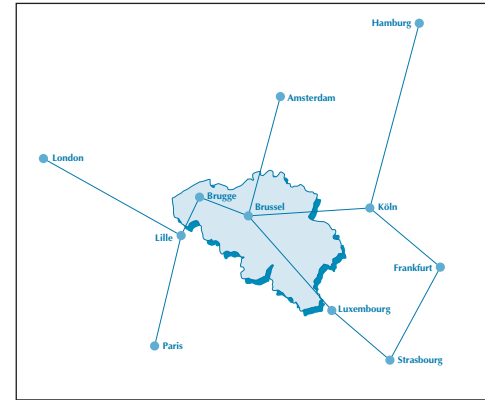 Hamburg
Amsterdam
London
Brugge
Brussel
Köln
Lille
Frankfurt
Luxembourg
Paris
Strasbourg